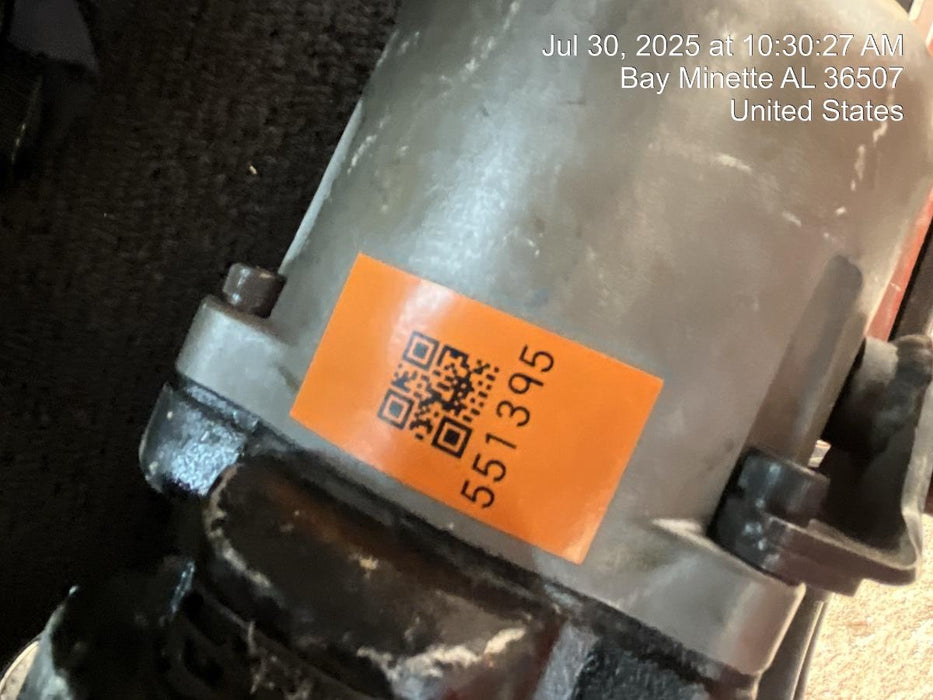 Jul 30, 2025 at 10:30:27 AM
Bay Minette AL 36507
United States
551395